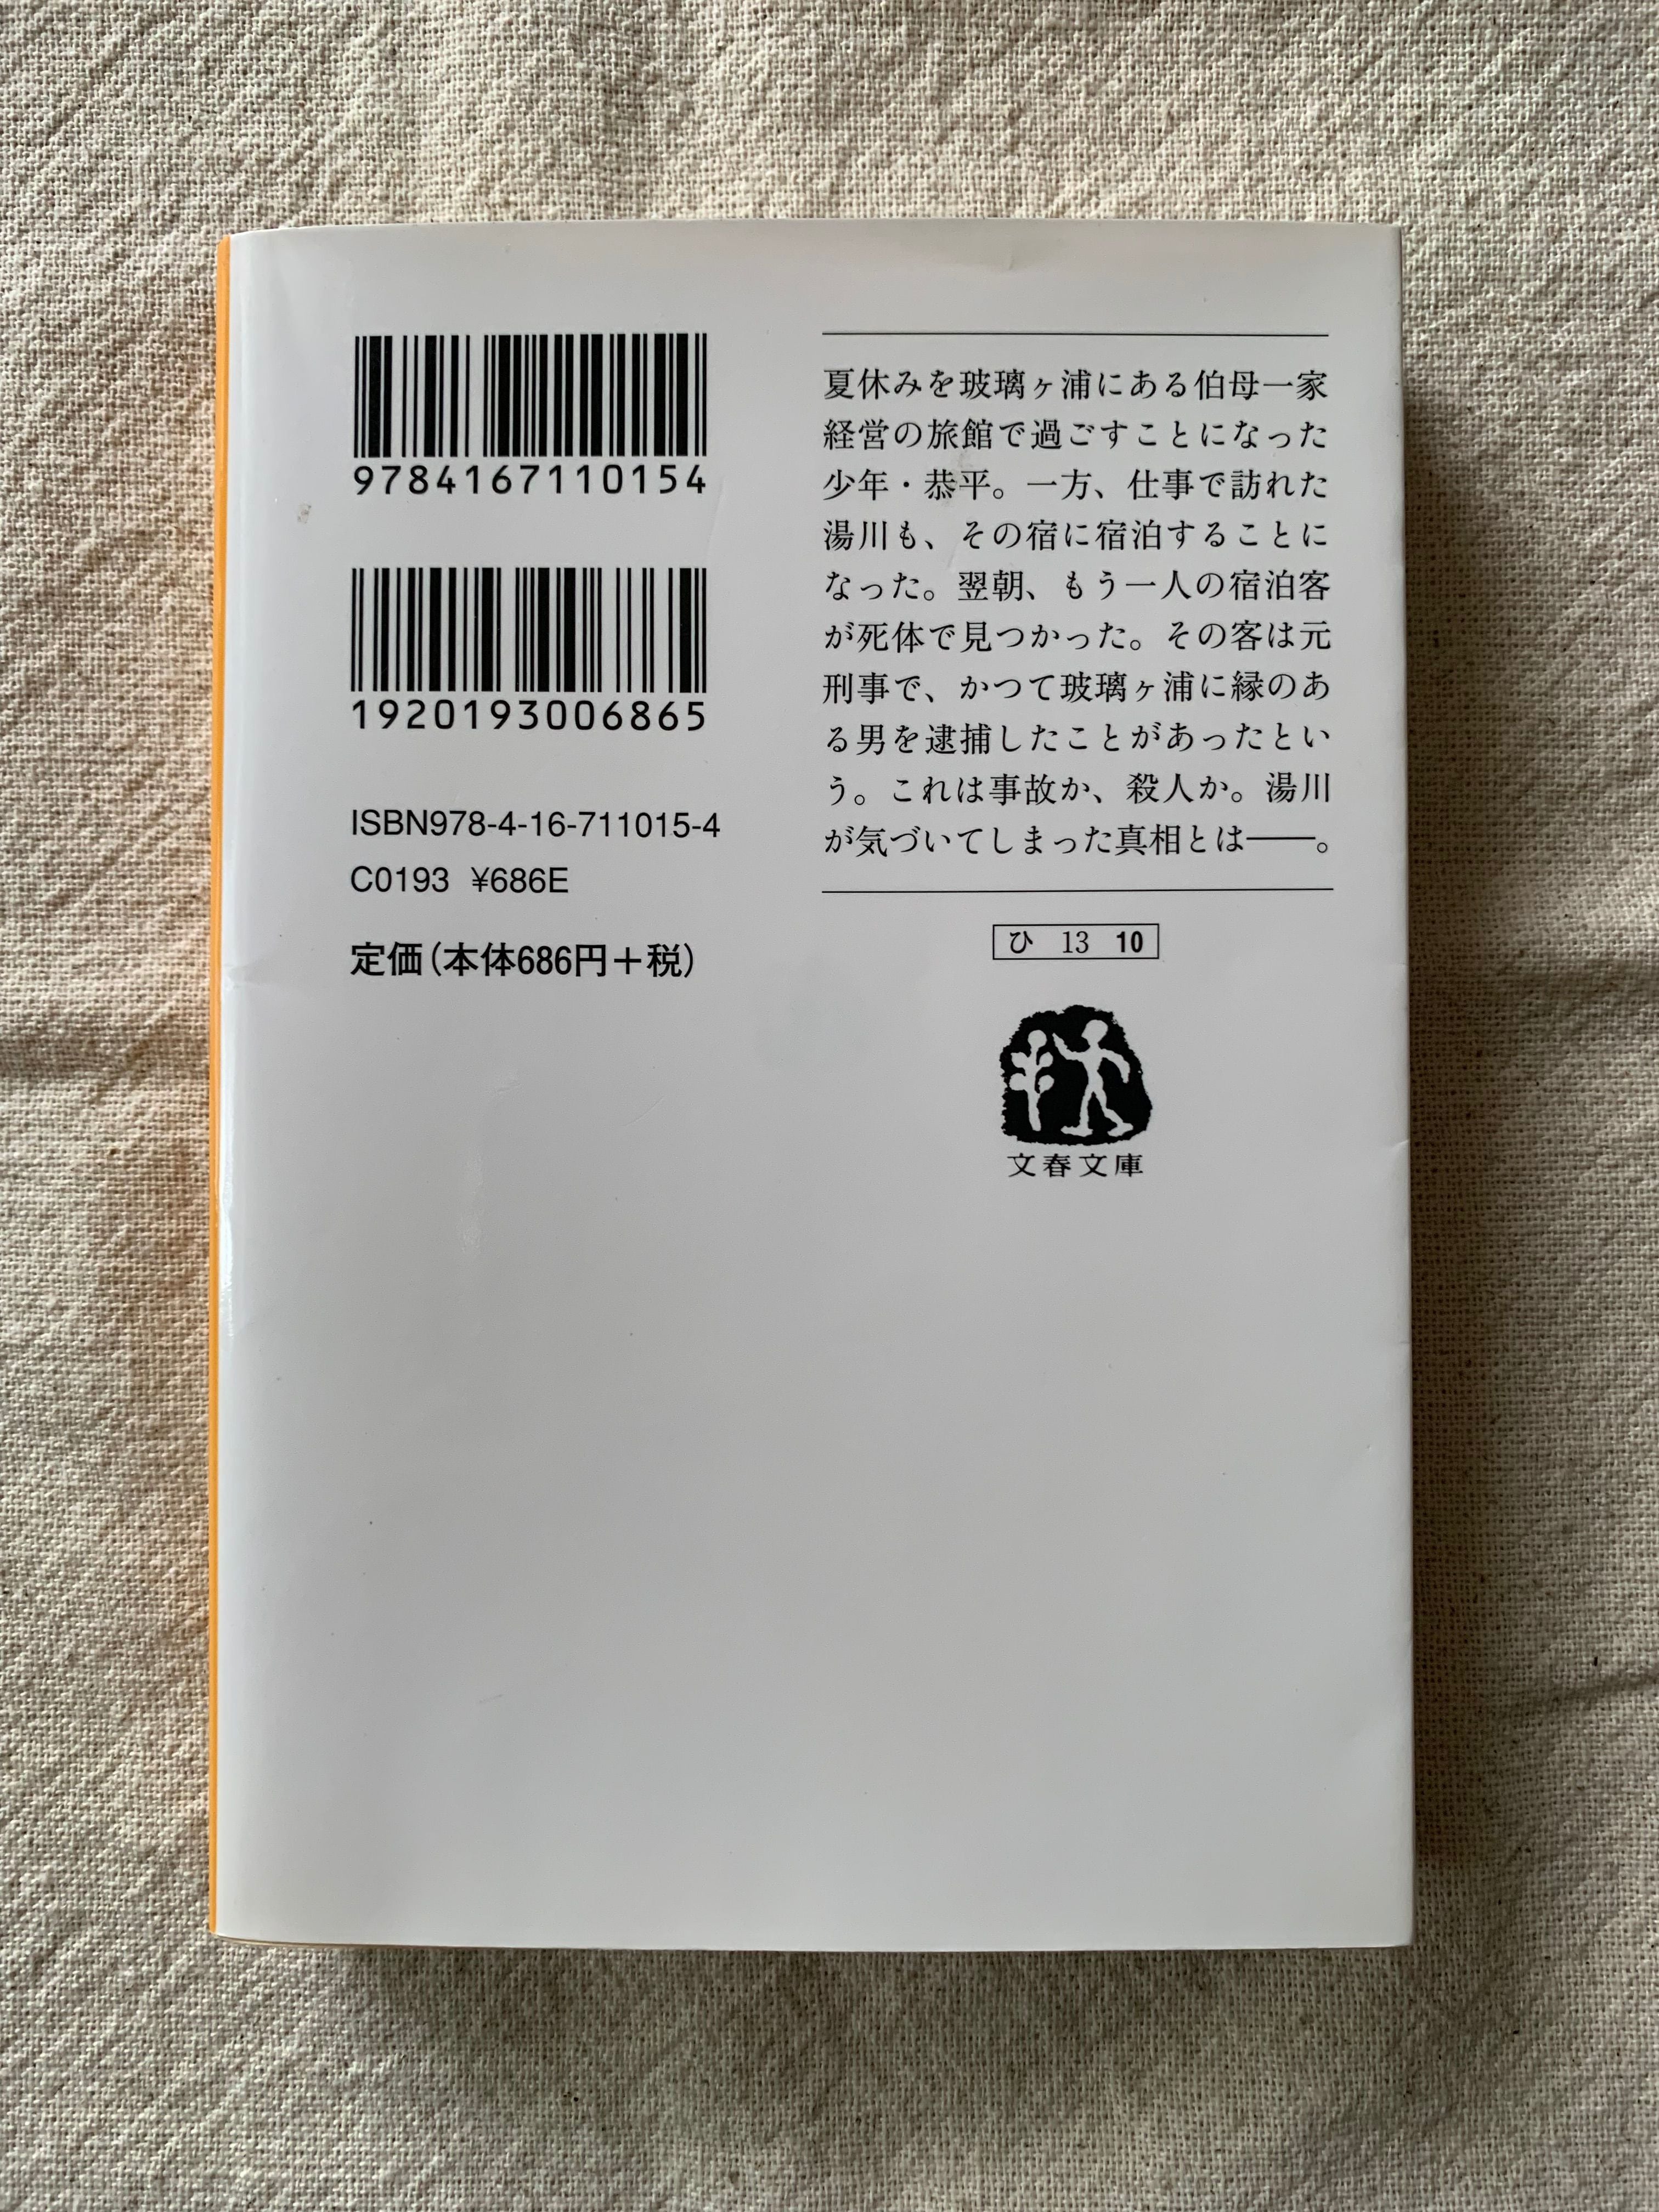 9784167110154
1920193006865
ISBN978-4-16-711015-4
C0193 ¥686E
定価(本体686円＋税)
夏休みを玻璃ヶ浦にある伯母一家
経営の旅館で過ごすことになった
少年・恭平。一方、仕事で訪れた
湯川も、その宿に宿泊することに
なった。翌朝、もう一人の宿泊客
が死体で見つかった。その客は元
刑事で、かつて玻璃ヶ浦に縁のあ
る男を逮捕したことがあったとい
う。これは事故か、殺人か。湯川
が気づいてしまった真相とは――。
ひ 13 10
文春文庫